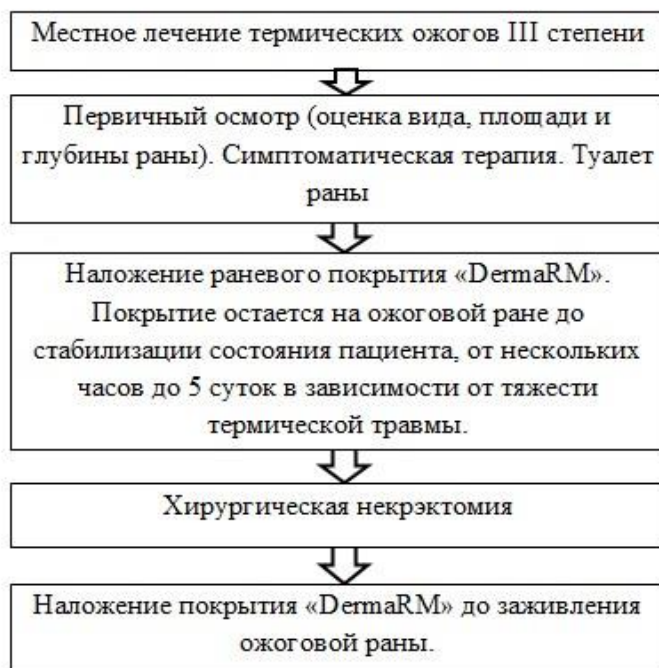 Местное лечение термических ожогов III степени
Первичный осмотр (оценка вида, площади и
глубины раны). Симптоматическая терапия. Туалет
раны
Наложение раневого покрытия «DermaRM».
Покрытие остается на ожоговой ране до
стабилизации состояния пациента, от нескольких
часов до 5 суток в зависимости от тяжести
термической травмы.
Хирургическая некрэктомия
Наложение покрытия «DermaRM» до заживления
ожоговой раны.